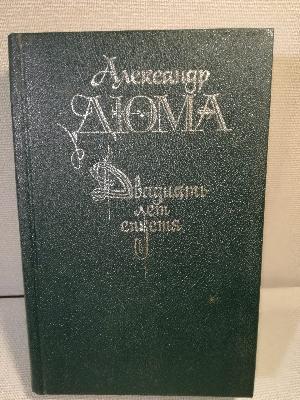 Александр
ДЮМА
Двадцать
лет
спустя